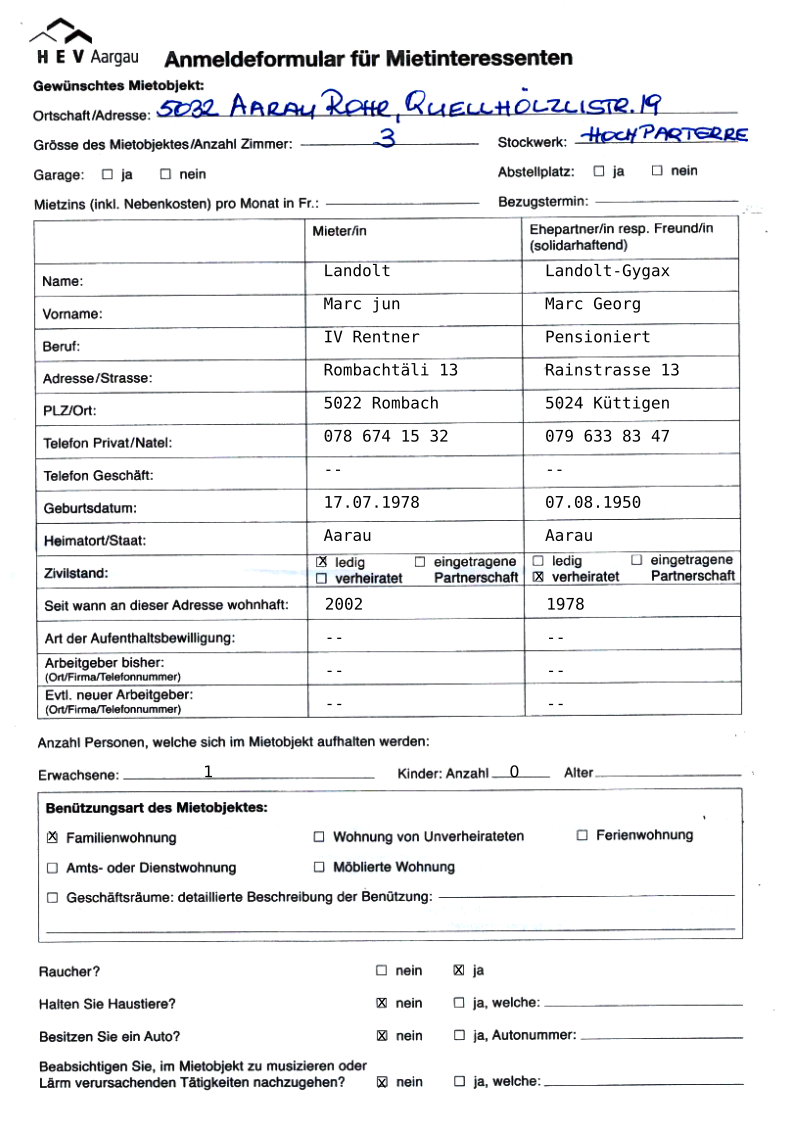 HEV Aargau Anmeldeformular für Mietinteressenten
Gewünschtes Mietobjekt:
Ortschaft/Adresse: 5032 AARAU ROHR, QUELLHÖLZLISTR. 19
Grösse des Mietobjektes/Anzahl Zimmer: 3 Stockwerk: HOCHPARTERRE
Garage: ☐ ja ☐ nein Abstellplatz: ☐ ja ☐ nein
Mietzins (inkl. Nebenkosten) pro Monat in Fr.: Bezugstermin:
Mieter/in Ehepartner/in resp. Freund/in
(solidarhaftend)
Name: Landolt Landolt-Gygax
Vorname: Marc jun Marc Georg
Beruf: IV Rentner Pensioniert
Adresse/Strasse: Rombachtäli 13 Rainstrasse 13
PLZ/Ort: 5022 Rombach 5024 Küttigen
Telefon Privat/Natel: 078 674 15 32 079 633 83 47
Telefon Geschäft: -- --
Geburtsdatum: 17.07.1978 07.08.1950
Heimatort/Staat: Aarau Aarau
Zivilstand: ☒ ledig ☐ eingetragene ☐ ledig ☐ eingetragene
☐ verheiratet Partnerschaft ☒ verheiratet Partnerschaft
Seit wann an dieser Adresse wohnhaft: 2002 1978
Art der Aufenthaltsbewilligung: -- --
Arbeitgeber bisher: -- --
(Ort/Firma/Telefonnummer)
Evtl. neuer Arbeitgeber: -- --
(Ort/Firma/Telefonnummer)
Anzahl Personen, welche sich im Mietobjekt aufhalten werden:
Erwachsene: 1 Kinder: Anzahl 0 Alter
Benützungsart des Mietobjektes:
☒ Familienwohnung ☐ Wohnung von Unverheirateten ☐ Ferienwohnung
☐ Amts- oder Dienstwohnung ☐ Möblierte Wohnung
☐ Geschäftsräume: detaillierte Beschreibung der Benützung:
Raucher? ☐ nein ☒ ja
Halten Sie Haustiere? ☒ nein ☐ ja, welche:
Besitzen Sie ein Auto? ☒ nein ☐ ja, Autonummer:
Beabsichtigen Sie, im Mietobjekt zu musizieren oder
Lärm verursachenden Tätigkeiten nachzugehen? ☒ nein ☐ ja, welche: